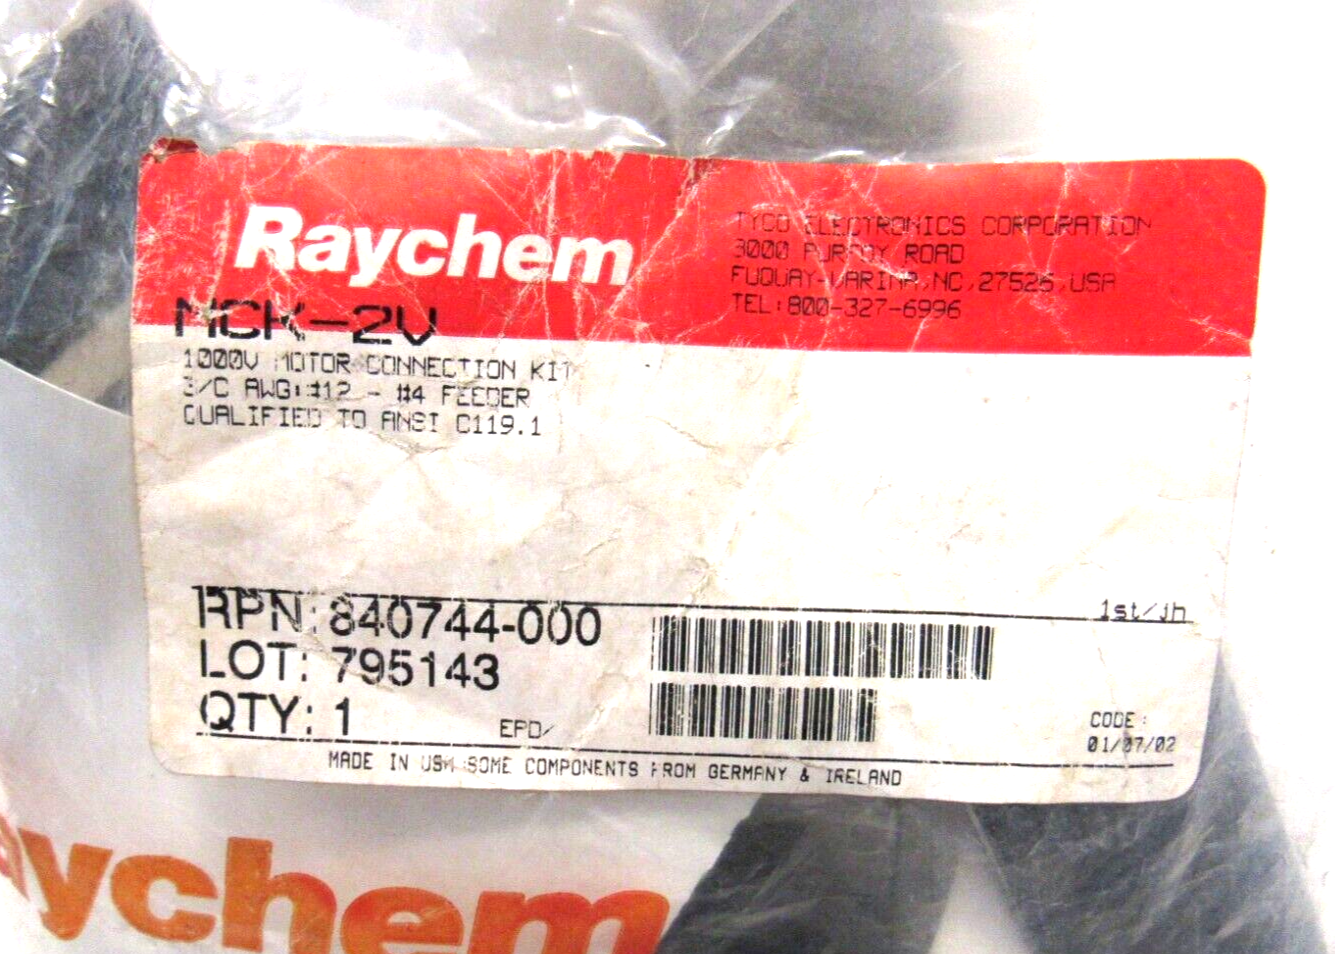 Raychem
TYCO ELECTRONICS CORPORATION
3000 PURFOY ROAD
FUQUAY-VARINA,NC,27526,USA
TEL:800-327-6996
MCK-2V
1000V MOTOR CONNECTION KIT
3/C AWG:#12 - #4 FEEDER
QUALIFIED TO ANSI C119.1
1st/jh
RPN: 840744-000
LOT: 795143
QTY: 1
EPD/
CODE:
01/07/02
MADE IN USA SOME COMPONENTS FROM GERMANY & IRELAND
aychem